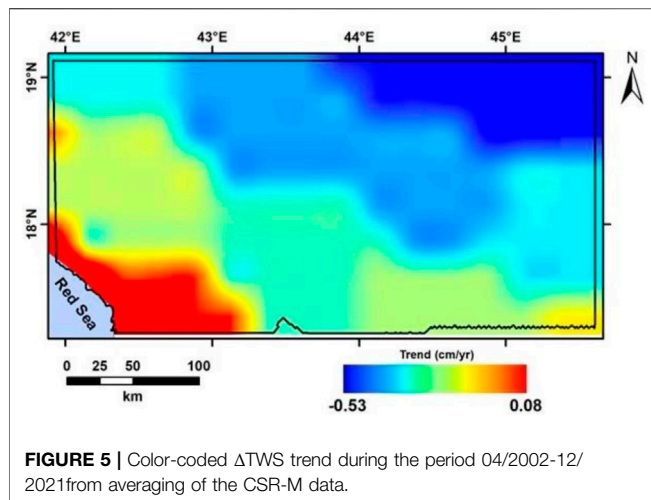 42°E 43°E 44°E 45°E
N
19°N
18°N
Red Sea
0 25 50 100
km
Trend (cm/yr)
-0.53 0.08
FIGURE 5 | Color-coded ΔTWS trend during the period 04/2002-12/
2021from averaging of the CSR-M data.